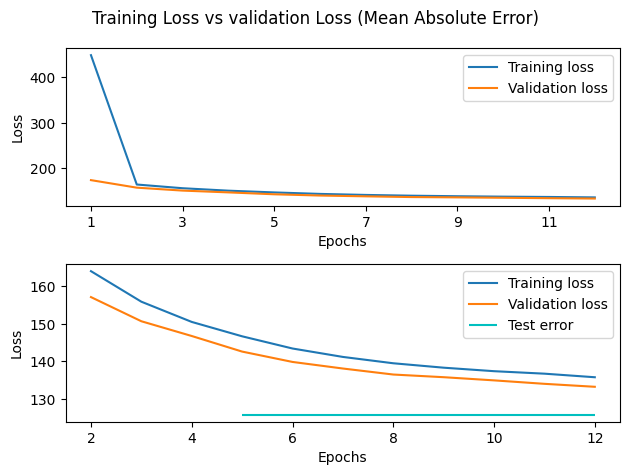 Training Loss vs validation Loss (Mean Absolute Error)
400
300
200
Loss
Training loss
Validation loss
1 3 5 7 9 11
Epochs
160
150
140
130
Loss
Training loss
Validation loss
Test error
2 4 6 8 10 12
Epochs